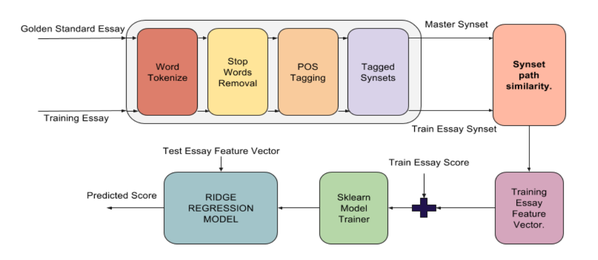 Golden Standard Essay
Master Synset
Word
Tokenize
Stop
Words
Removal
POS
Tagging
Tagged
Synsets
Synset
path
similarity.
Training Essay
Train Essay Synset
Test Essay Feature Vector
Train Essay Score
Predicted Score
RIDGE
REGRESSION
MODEL
Sklearn
Model
Trainer
Training
Essay
Feature
Vector.